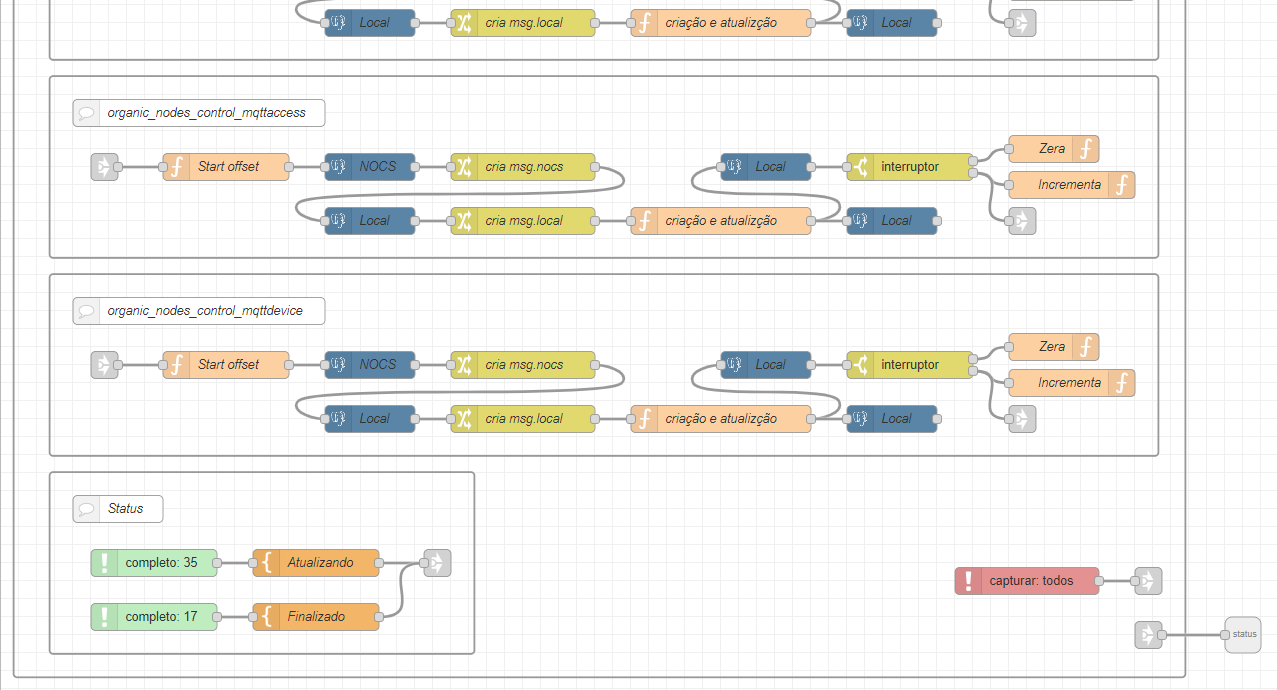 Local cria msg.local criação e atualizção Local
organic_nodes_control_mqttaccess
Zera
Start offset NOCS cria msg.nocs Local interruptor
Incrementa
Local cria msg.local criação e atualizção Local
organic_nodes_control_mqttdevice
Zera
Start offset NOCS cria msg.nocs Local interruptor
Incrementa
Local cria msg.local criação e atualizção Local
Status
completo: 35 Atualizando
capturar: todos
completo: 17 Finalizado
status